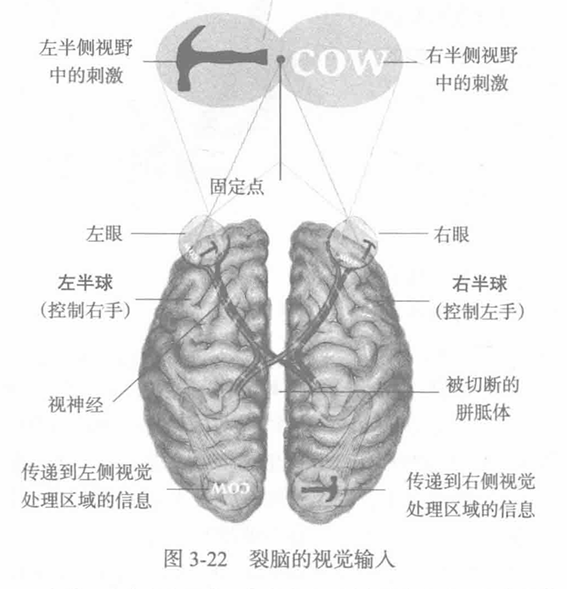 左半侧视野
中的刺激
COW
右半侧视野
中的刺激
固定点
左眼
右眼
左半球
(控制右手)
右半球
(控制左手)
视神经
被切断的
胼胝体
传递到左侧视觉
处理区域的信息
COW
传递到右侧视觉
处理区域的信息
图 3-22 裂脑的视觉输入